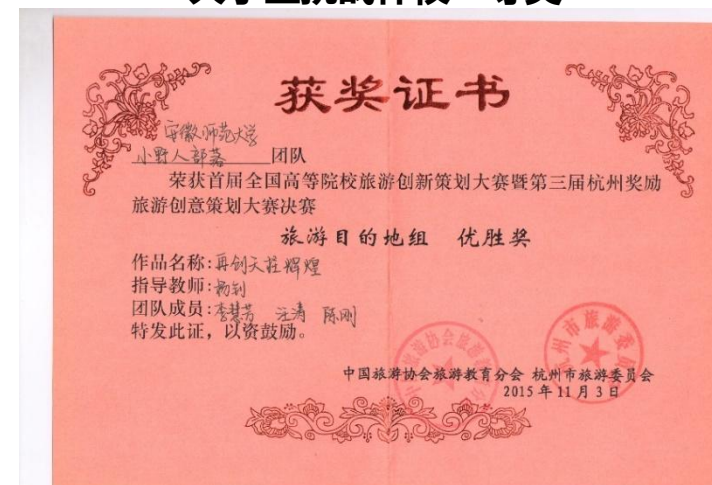 获奖证书
安徽师范大学
小野人部落 团队
荣获首届全国高等院校旅游创新策划大赛暨第三届杭州奖励
旅游创意策划大赛决赛
旅游目的地组 优胜奖
作品名称:再创天柱辉煌
指导教师:杨钊
团队成员:李慧芳 汪涛 陈刚
特发此证，以资鼓励。
中国旅游协会旅游教育分会 杭州市旅游委员会
2015年11月3日